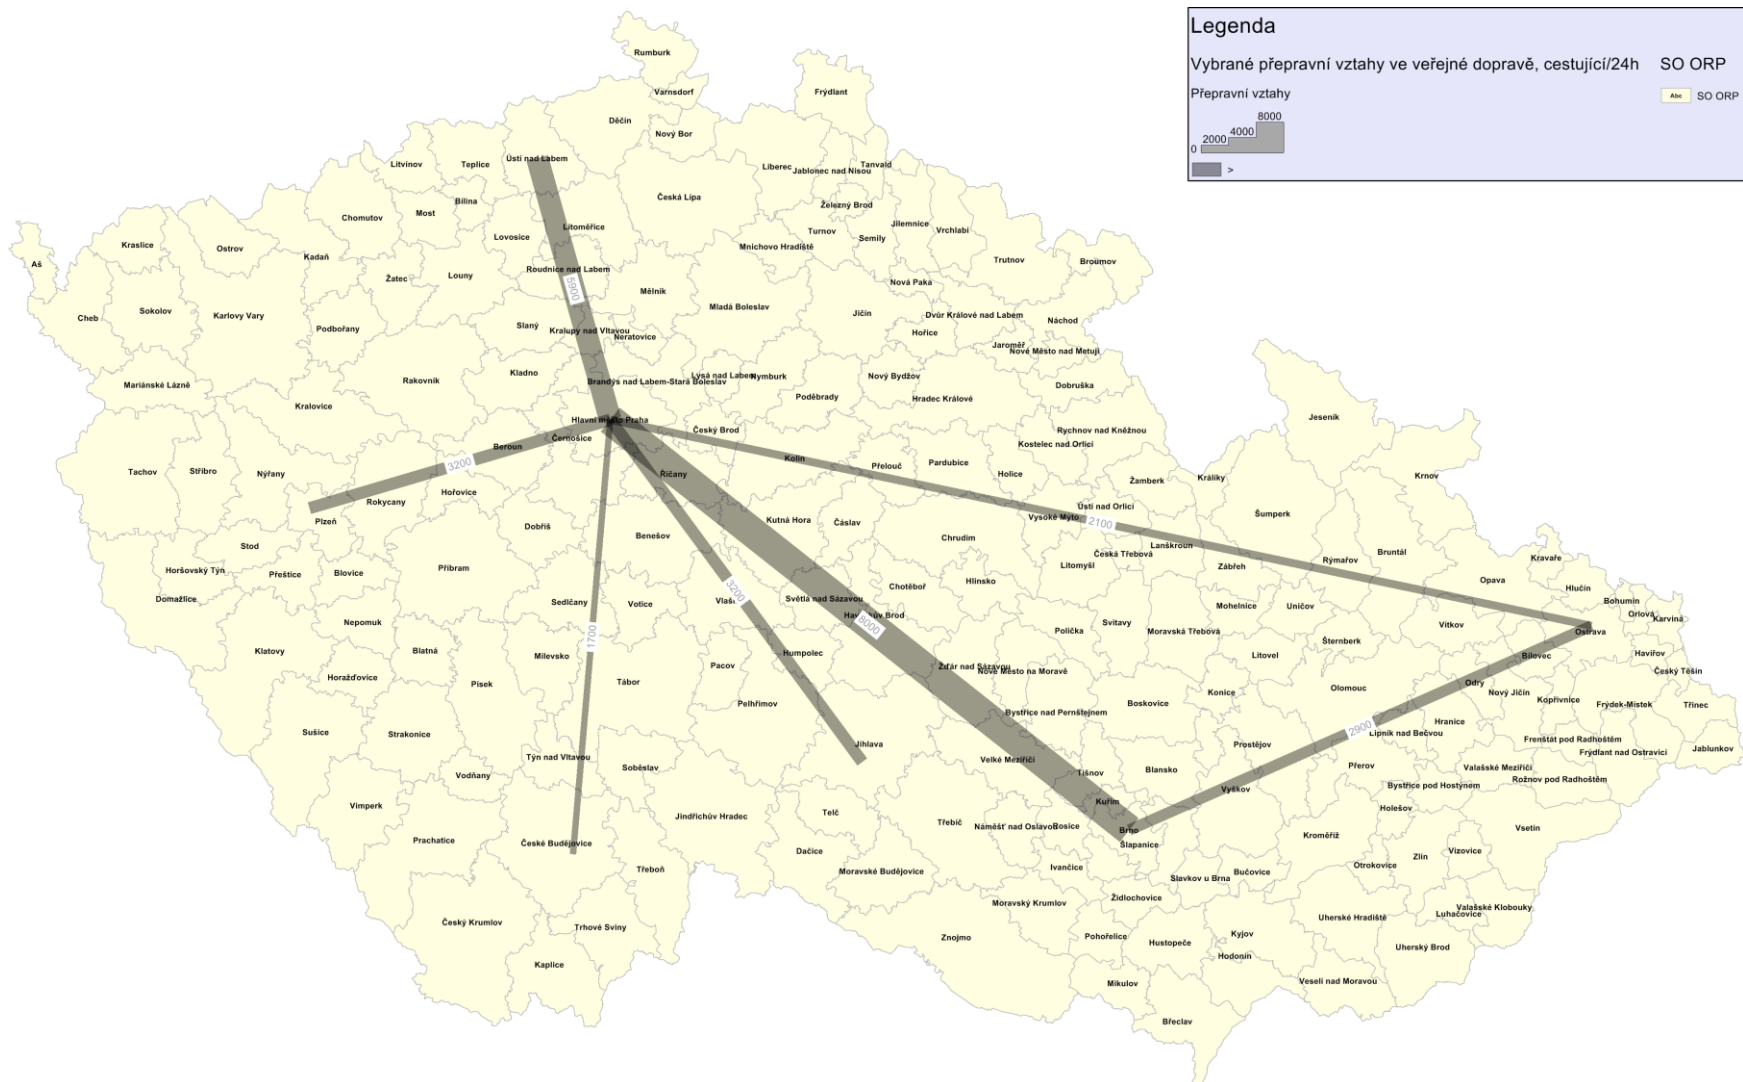 Legenda
Vybrané přepravní vztahy ve veřejné dopravě, cestující/24h
SO ORP
Přepravní vztahy
Abc SO ORP
8000
4000
2000
0
>
Rumburk
Varnsdorf
Frýdlant
Děčín
Nový Bor
Ústí nad Labem
Litvínov
Teplice
Liberec
Tanvald
Jablonec nad Nisou
Česká Lípa
Bílina
Most
Chomutov
Železný Brod
Litoměřice
Lovosice
Turnov
Semily
Jilemnice
Vrchlabí
Mnichovo Hradiště
Kraslice
Ostrov
Kadaň
Aš
Trutnov
Broumov
Roudnice nad Labem
Louny
Žatec
Nová Paka
Mělník
5900
Mladá Boleslav
Jičín
Sokolov
Karlovy Vary
Cheb
Podbořany
Dvůr Králové nad Labem
Náchod
Slaný
Kralupy nad Vltavou
Neratovice
Hořice
Jaroměř
Nové Město nad Metují
Kladno
Lysá nad Labem
Nymburk
Nový Bydžov
Rakovník
Brandýs nad Labem-Stará Boleslav
Mariánské Lázně
Dobruška
Poděbrady
Hradec Králové
Kralovice
Hlavní město Praha
Jeseník
Český Brod
Rychnov nad Kněžnou
Černošice
Kostelec nad Orlicí
Beroun
Kolín
3200
Přelouč
Pardubice
Tachov
Stříbro
Nýřany
Říčany
Holice
Žamberk
Králíky
Krnov
Hořovice
Rokycany
Ústí nad Orlicí
Vysoké Mýto
2100
Šumperk
Plzeň
Dobříš
Kutná Hora
Čáslav
Benešov
Chrudim
Stod
Lanškroun
Česká Třebová
Bruntál
Rýmařov
Kravaře
Litomyšl
Zábřeh
Příbram
Horšovský Týn
Přeštice
Blovice
Hlinsko
Chotěboř
Opava
Hlučín
3200
Domažlice
Sedlčany
Votice
Světlá nad Sázavou
Mohelnice
Uničov
Bohumín
Orlová
Karviná
8000
Nepomuk
Svitavy
Vítkov
Polička
Moravská Třebová
Ostrava
1700
Šternberk
Klatovy
Blatná
Milevsko
Humpolec
Litovel
Bílovec
Havířov
Pacov
Žďár nad Sázavou
Nové Město na Moravě
Český Těšín
Horažďovice
Písek
Tábor
Odry
Olomouc
Konice
Nový Jičín
Kopřivnice
Frýdek-Místek
Třinec
Pelhřimov
Boskovice
Bystřice nad Pernštejnem
Hranice
2900
Sušice
Strakonice
Lipník nad Bečvou
Frenštát pod Radhoštěm
Jihlava
Prostějov
Jablunkov
Frýdlant nad Ostravicí
Týn nad Vltavou
Velké Meziříčí
Soběslav
Přerov
Valašské Meziříčí
Vodňany
Tišnov
Blansko
Rožnov pod Radhoštěm
Bystřice pod Hostýnem
Vyškov
Vimperk
Kuřim
Holešov
Telč
Jindřichův Hradec
Třebíč
Náměšť nad Oslavou
Rosice
Brno
Vsetín
Prachatice
České Budějovice
Šlapanice
Kroměříž
Dačice
Zlín
Vizovice
Otrokovice
Třeboň
Moravské Budějovice
Ivančice
Slavkov u Brna
Bučovice
Židlochovice
Moravský Krumlov
Valašské Klobouky
Luhačovice
Uherské Hradiště
Český Krumlov
Trhové Sviny
Znojmo
Pohořelice
Hustopeče
Kyjov
Uherský Brod
Hodonín
Kaplice
Mikulov
Veselí nad Moravou
Břeclav